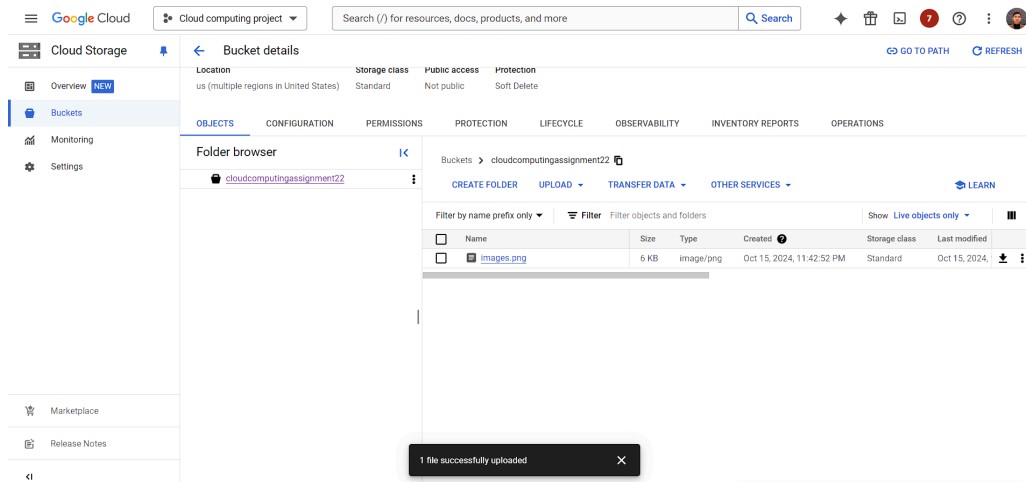 Google Cloud
Cloud computing project
Search (/) for resources, docs, products, and more
Search
7
Cloud Storage
Bucket details
GO TO PATH
REFRESH
Overview NEW
Buckets
Monitoring
Settings
Location Storage class Public access Protection
us (multiple regions in United States) Standard Not public Soft Delete
OBJECTS CONFIGURATION PERMISSIONS PROTECTION LIFECYCLE OBSERVABILITY INVENTORY REPORTS OPERATIONS
Folder browser
cloudcomputingassignment22
Buckets cloudcomputingassignment22
CREATE FOLDER UPLOAD TRANSFER DATA OTHER SERVICES LEARN
Filter by name prefix only Filter Filter objects and folders Show Live objects only
Name Size Type Created Storage class Last modified
images.png 6 KB image/png Oct 15, 2024, 11:42:52 PM Standard Oct 15, 2024,
Marketplace
Release Notes
1 file successfully uploaded